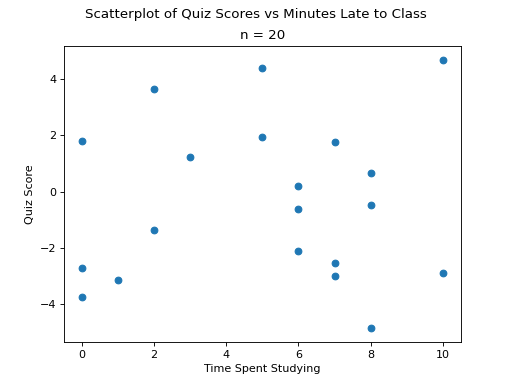 Scatterplot of Quiz Scores vs Minutes Late to Class
n = 20
4
2
0
−2
−4
Quiz Score
0 2 4 6 8 10
Time Spent Studying